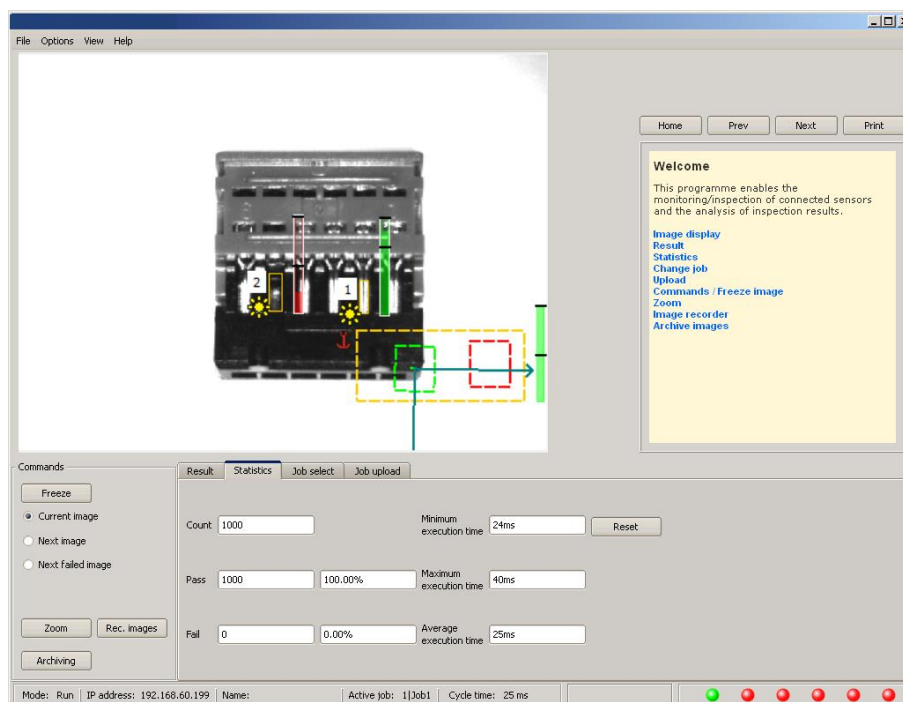 File Options View Help
2
1
Home Prev Next Print
Welcome
This programme enables the
monitoring/inspection of connected sensors
and the analysis of inspection results.
Image display
Result
Statistics
Change job
Upload
Commands / Freeze image
Zoom
Image recorder
Archive images
Commands
Freeze
Current image
Next image
Next failed image
Zoom Rec. images
Archiving
Result Statistics Job select Job upload
Count 1000 Minimum
execution time 24ms Reset
Pass 1000 100.00% Maximum
execution time 40ms
Fail 0 0.00% Average
execution time 25ms
Mode: Run IP address: 192.168.60.199 Name: Active job: 1|Job1 Cycle time: 25 ms